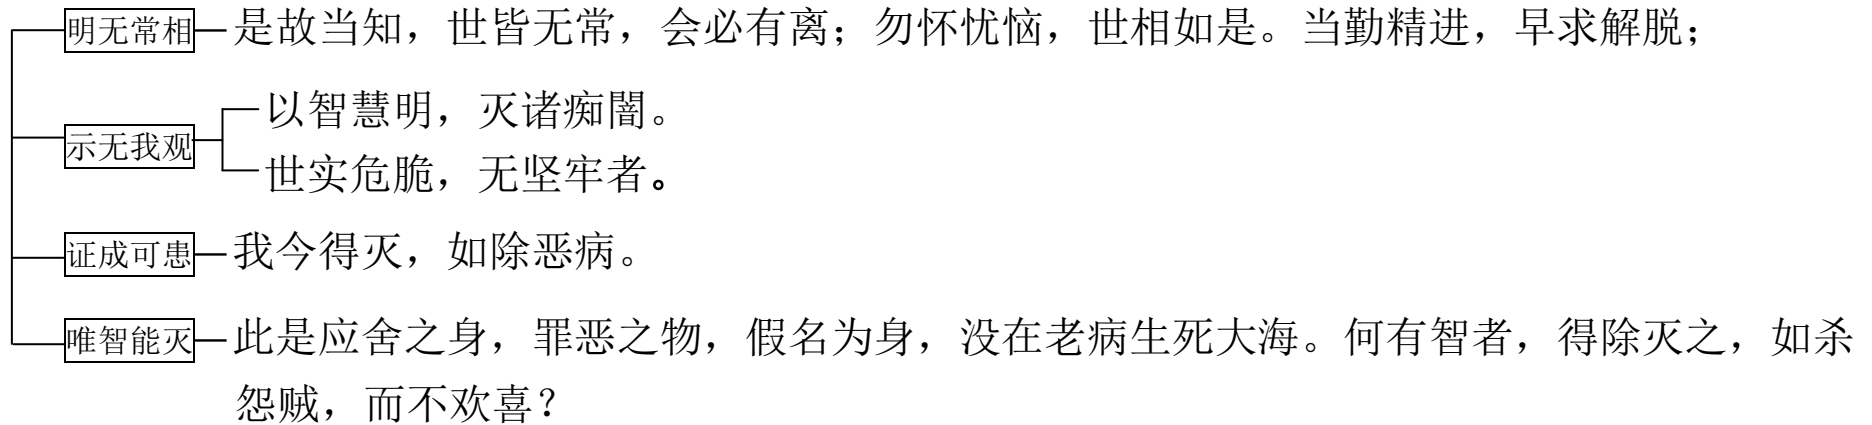 明无常相 是故当知，世皆无常，会必有离；勿怀忧恼，世相如是。当勤精进，早求解脱；
以智慧明，灭诸痴闇。
示无我观
世实危脆，无坚牢者。
证成可患 我今得灭，如除恶病。
唯智能灭 此是应舍之身，罪恶之物，假名为身，没在老病生死大海。何有智者，得除灭之，如杀
怨贼，而不欢喜？